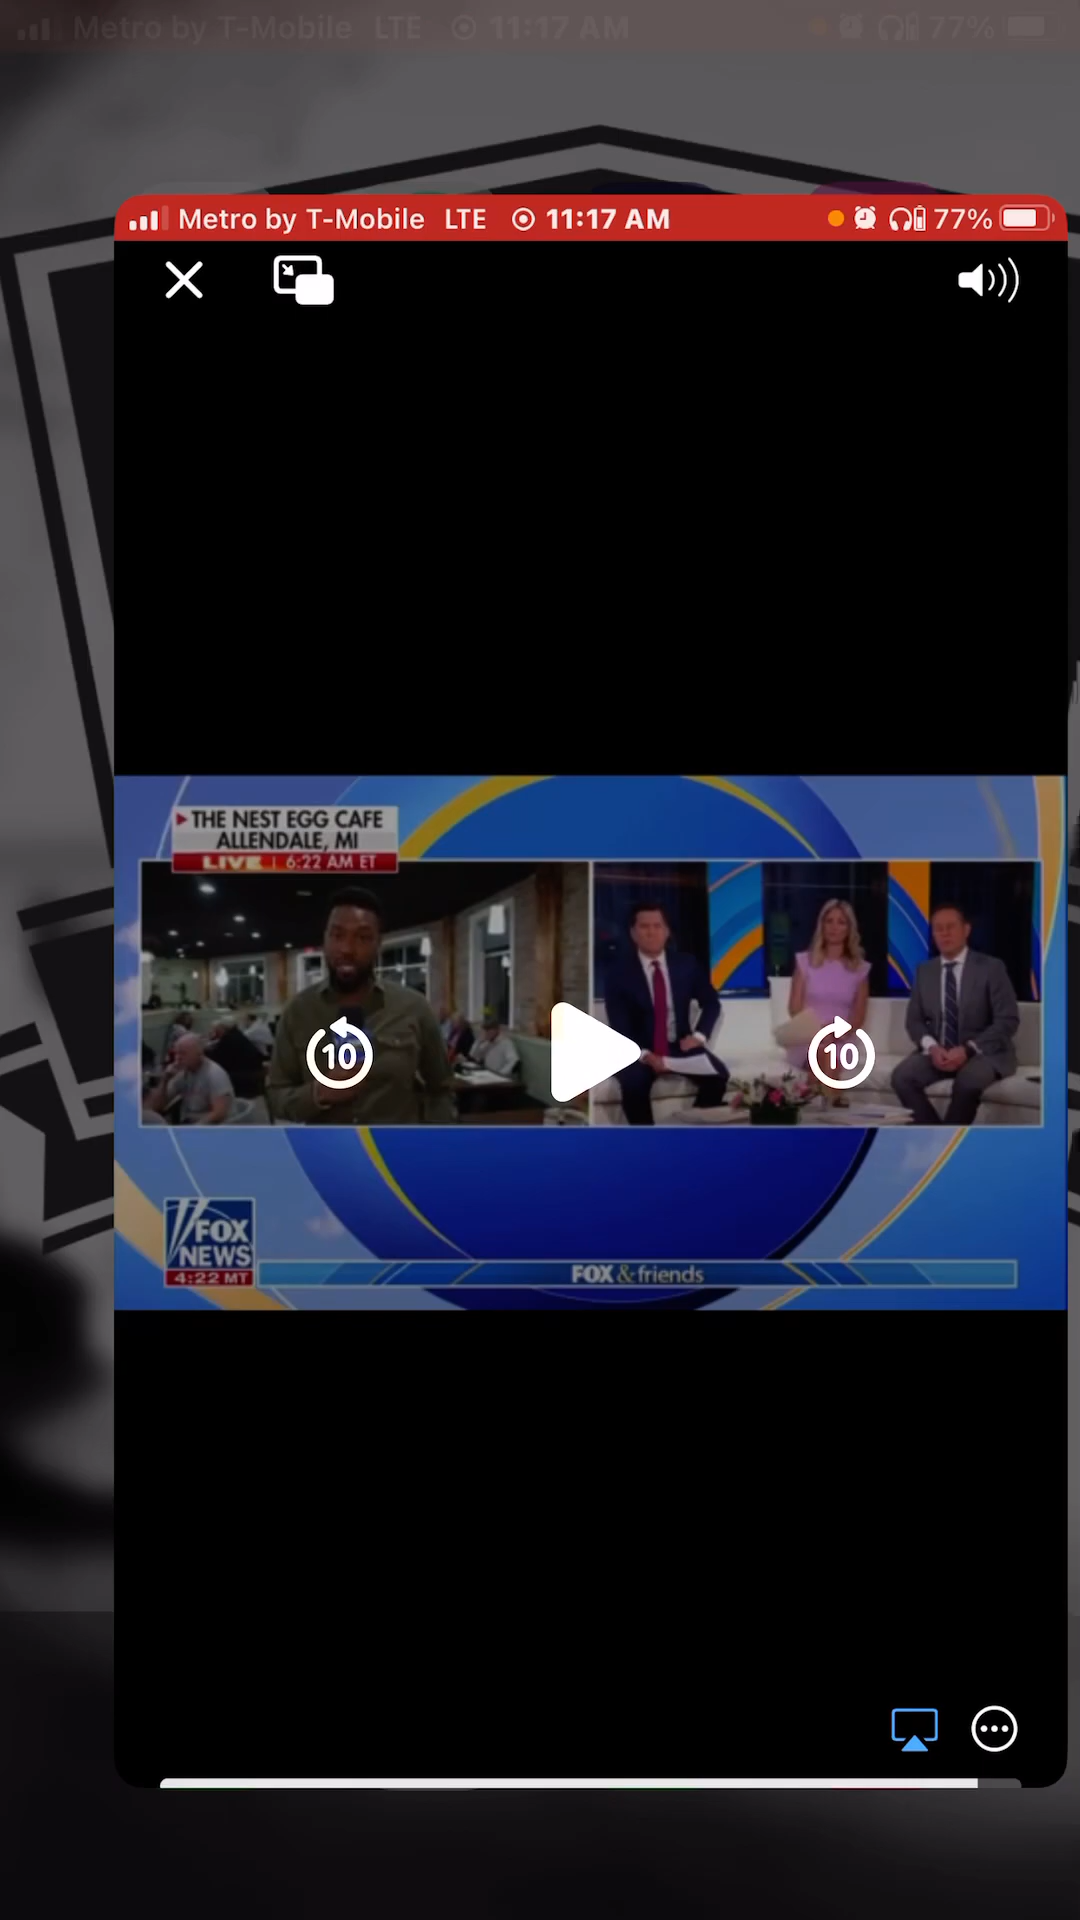 Metro by T-Mobile LTE 11:17 AM 77%
Metro by T-Mobile LTE 11:17 AM 77%
THE NEST EGG CAFE
ALLENDALE, MI
LIVE | 6:22 AM ET
10
10
FOX
NEWS
4:22 MT
FOX & friends